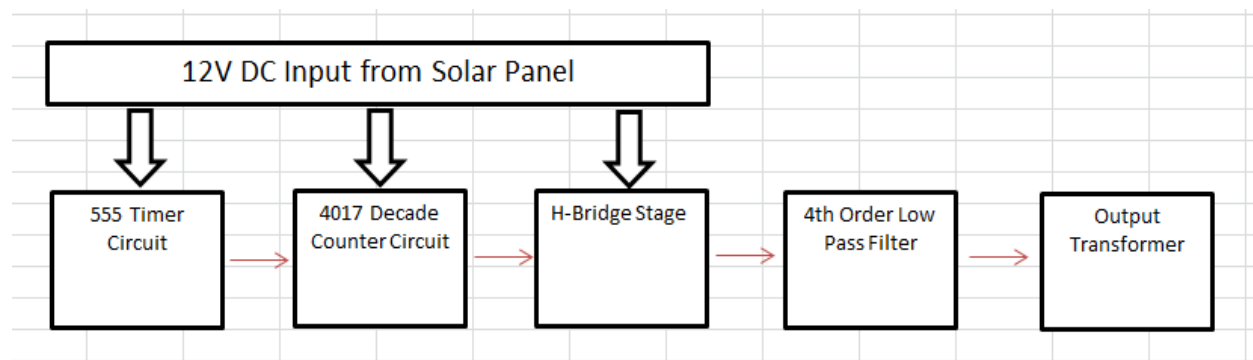 12V DC Input from Solar Panel
555 Timer
Circuit
4017 Decade
Counter Circuit
H-Bridge Stage
4th Order Low
Pass Filter
Output
Transformer